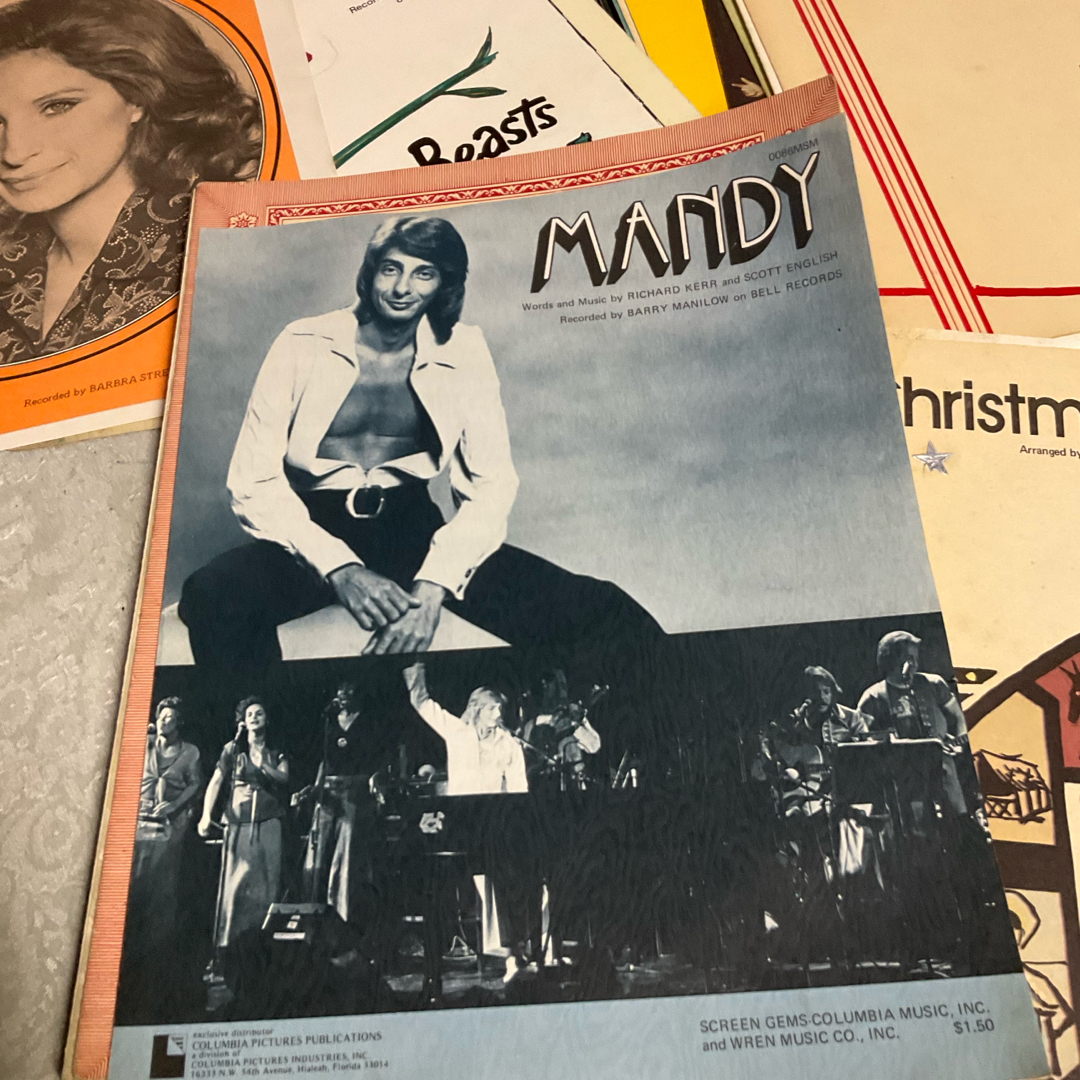 Beasts
0086MSM
MANDY
Words and Music by RICHARD KERR and SCOTT ENGLISH
Recorded by BARRY MANILOW on BELL RECORDS
Recorded by BARBRA STRE
hristm
Arranged by
exclusive distributor
COLUMBIA PICTURES PUBLICATIONS
a division of
COLUMBIA PICTURES INDUSTRIES, INC.
16333 N.W. 54th Avenue, Hialeah, Florida 33014
SCREEN GEMS-COLUMBIA MUSIC, INC.
and WREN MUSIC CO., INC. $1.50